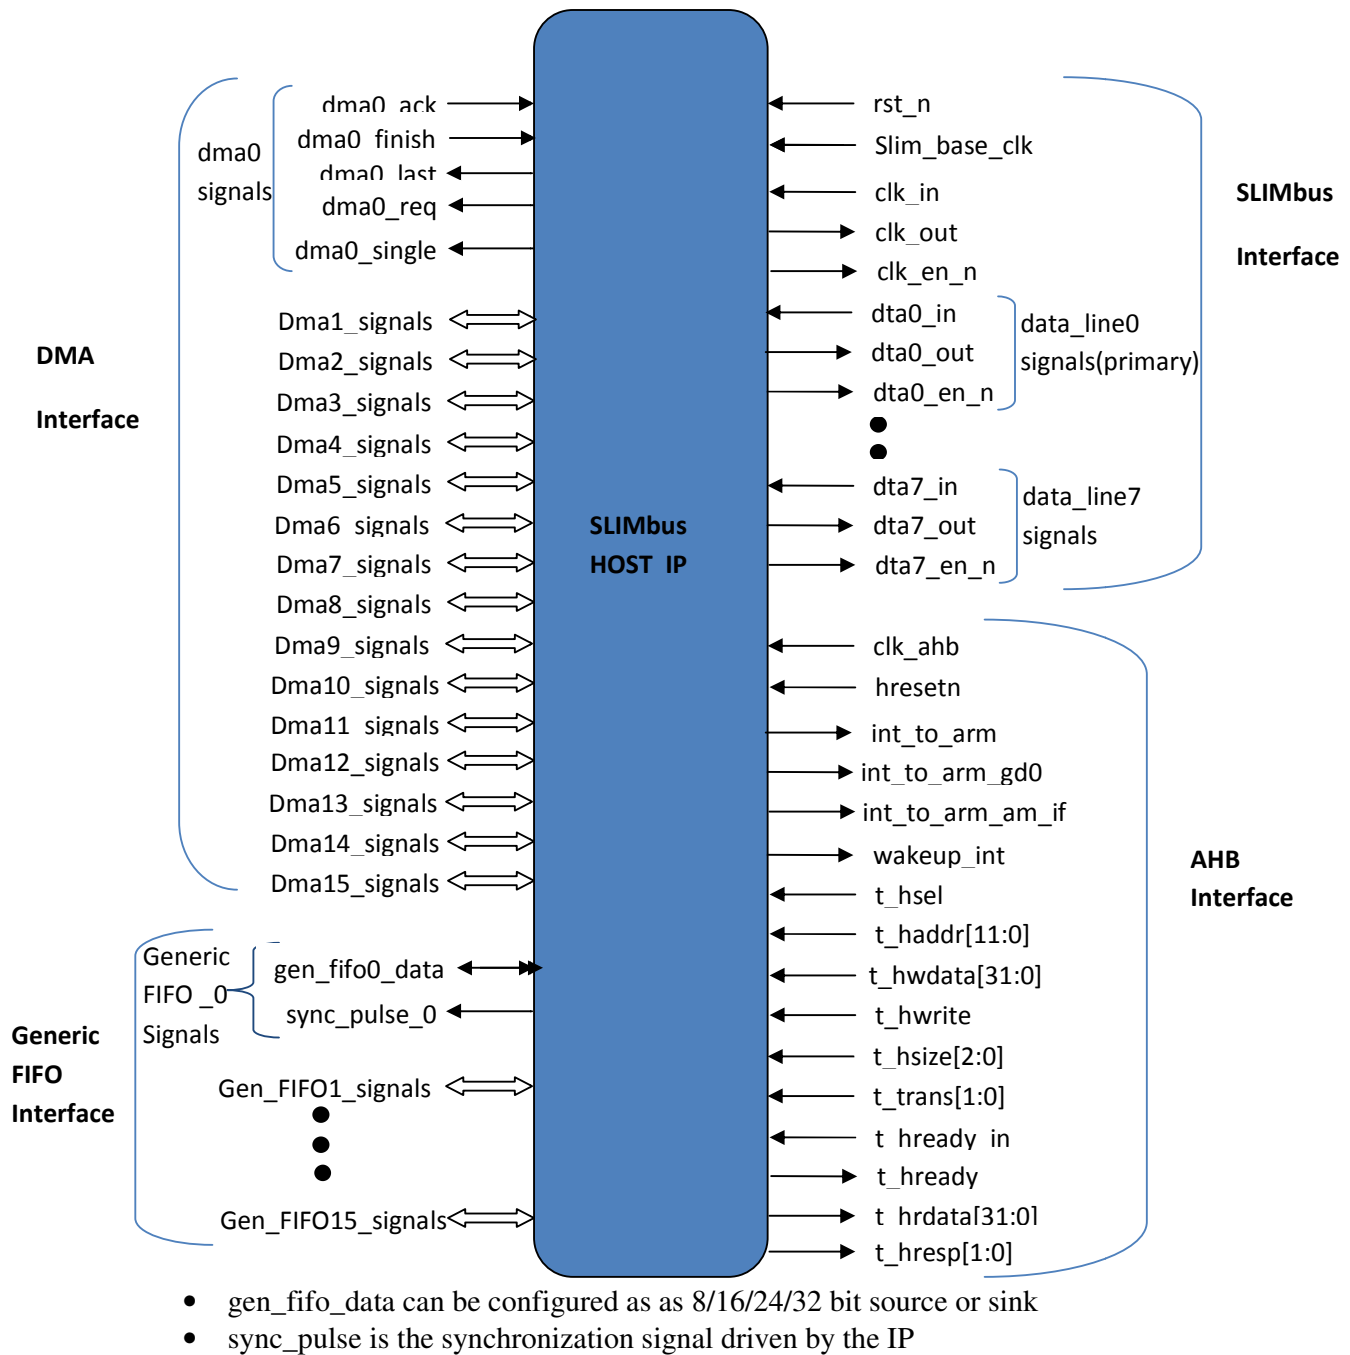 dma0_ack
dma0_finish
dma0_last
dma0_req
dma0_single
dma0
signals
Dma1_signals
Dma2_signals
Dma3_signals
Dma4_signals
Dma5_signals
Dma6_signals
Dma7_signals
Dma8_signals
Dma9_signals
Dma10_signals
Dma11_signals
Dma12_signals
Dma13_signals
Dma14_signals
Dma15_signals
DMA
Interface
Generic
FIFO _0
Signals
gen_fifo0_data
sync_pulse_0
Gen_FIFO1_signals
Gen_FIFO15_signals
Generic
FIFO
Interface
SLIMbus
HOST IP
rst_n
Slim_base_clk
clk_in
clk_out
clk_en_n
dta0_in
dta0_out
dta0_en_n
data_line0
signals(primary)
dta7_in
dta7_out
dta7_en_n
data_line7
signals
SLIMbus
Interface
clk_ahb
hresetn
int_to_arm
int_to_arm_gd0
int_to_arm_am_if
wakeup_int
t_hsel
t_haddr[11:0]
t_hwdata[31:0]
t_hwrite
t_hsize[2:0]
t_trans[1:0]
t_hready_in
t_hready
t_hrdata[31:0]
t_hresp[1:0]
AHB
Interface
• gen_fifo_data can be configured as as 8/16/24/32 bit source or sink
• sync_pulse is the synchronization signal driven by the IP